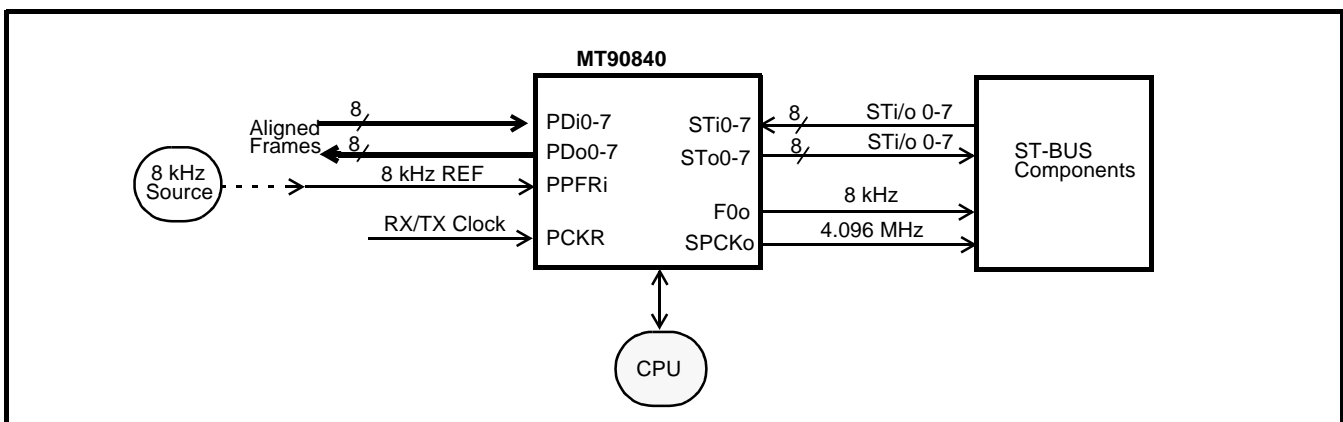 MT90840
8
Aligned
Frames
8
8 kHz
Source
8 kHz REF
RX/TX Clock
PDi0-7
PDo0-7
PPFRi
PCKR
STi0-7
STo0-7
F0o
SPCKo
8
STi/o 0-7
8
STi/o 0-7
8 kHz
4.096 MHz
ST-BUS
Components
CPU